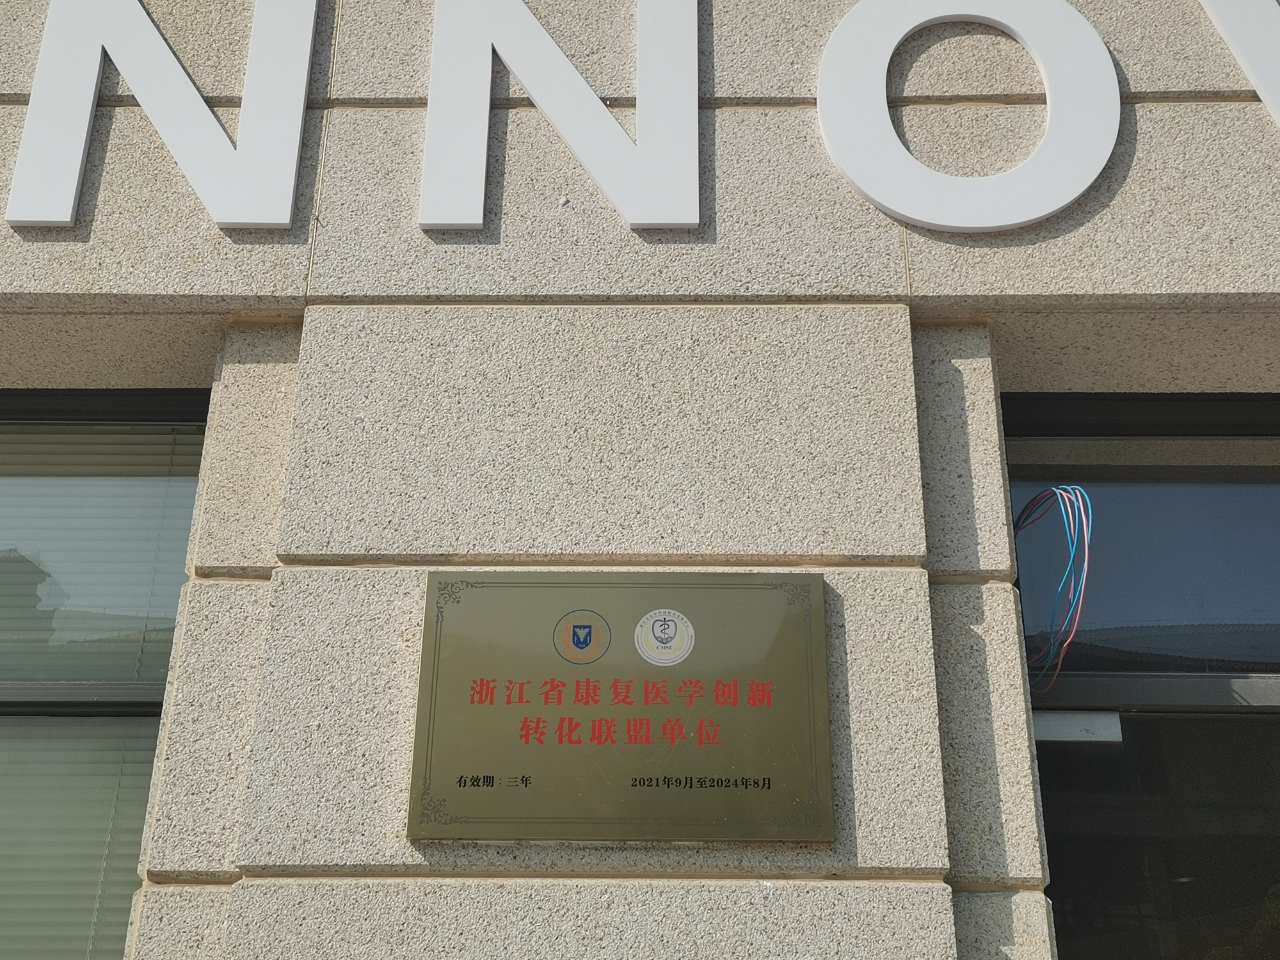 NNOV
浙江省康复医学创新
转化联盟单位
有效期：三年
2021年9月至2024年8月